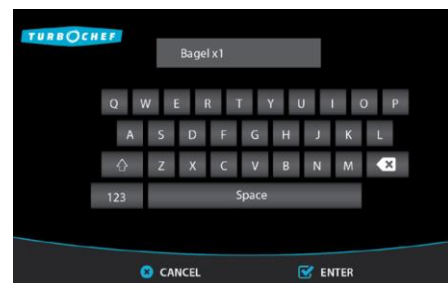 TURBOCHEF
Bagel x1
Q W E R T Y U I O P
A S D F G H J K L
Z X C V B N M
123 Space
CANCEL ENTER